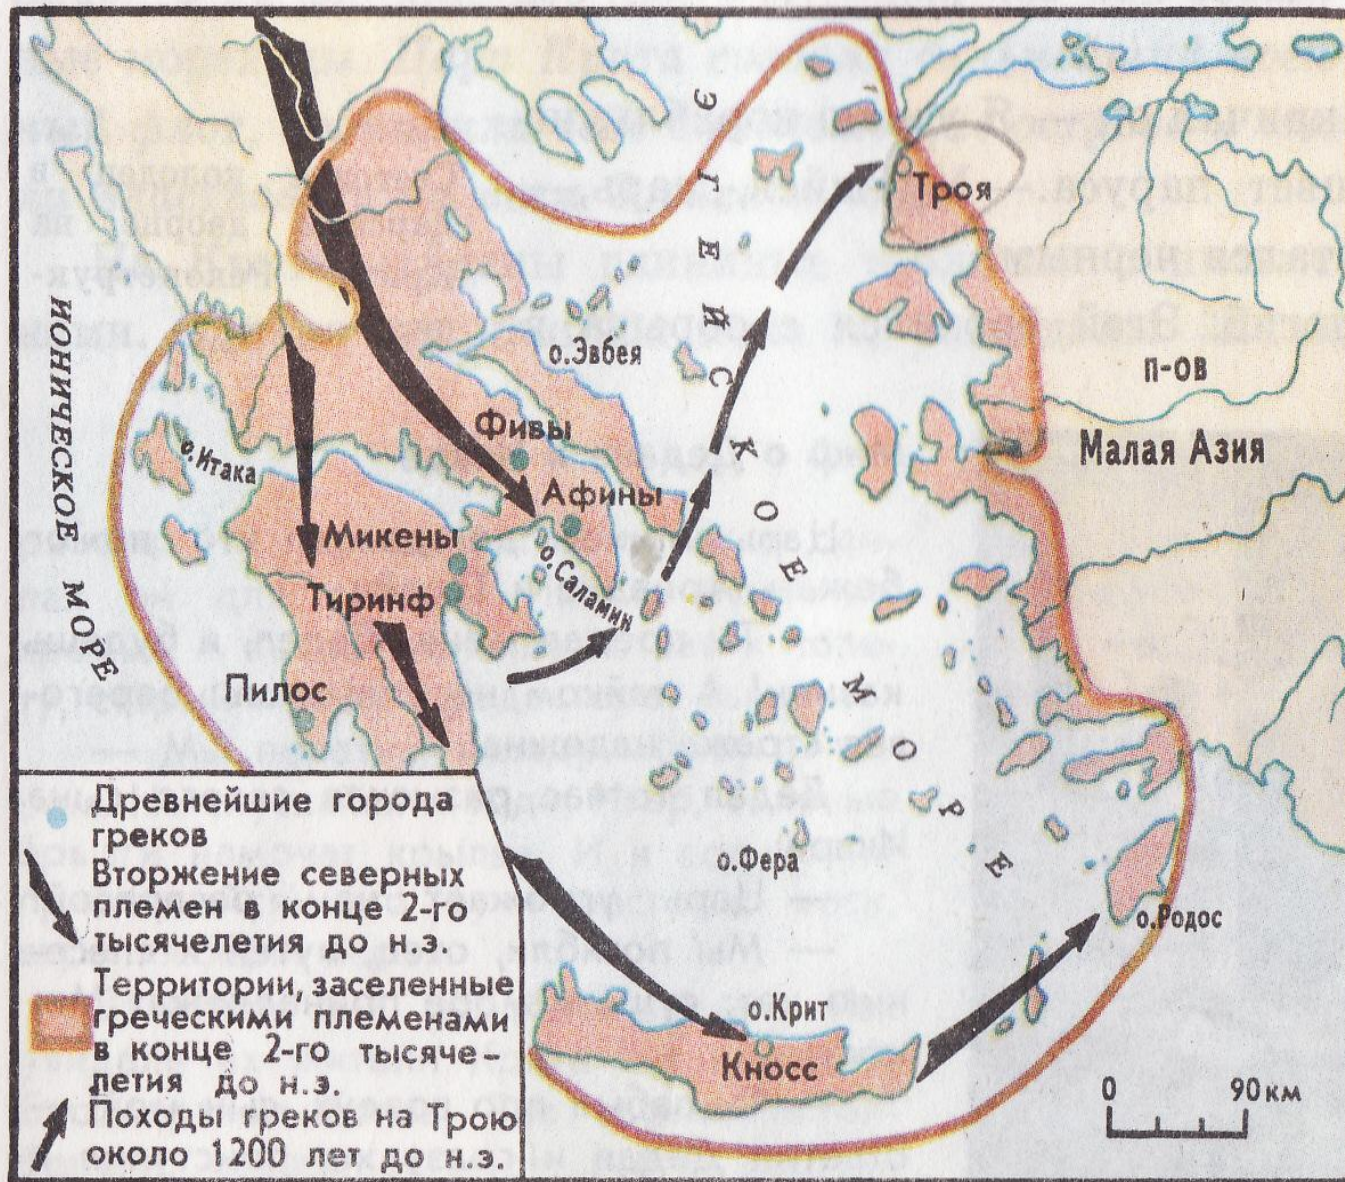 ЭГЕЙСКОЕ МОРЕ
Троя
ИОНИЧЕСКОЕ МОРЕ
о.Эвбея
п-ов
Малая Азия
Фивы
о.Итака
Афины
Микены
о.Саламин
Тиринф
Пилос
о.Фера
о.Родос
о.Крит
Кносс
0 90 км
Древнейшие города
греков
Вторжение северных
племен в конце 2-го
тысячелетия до н.э.
Территории, заселенные
греческими племенами
в конце 2-го тысяче-
летия до н.э.
Походы греков на Трою
около 1200 лет до н.э.